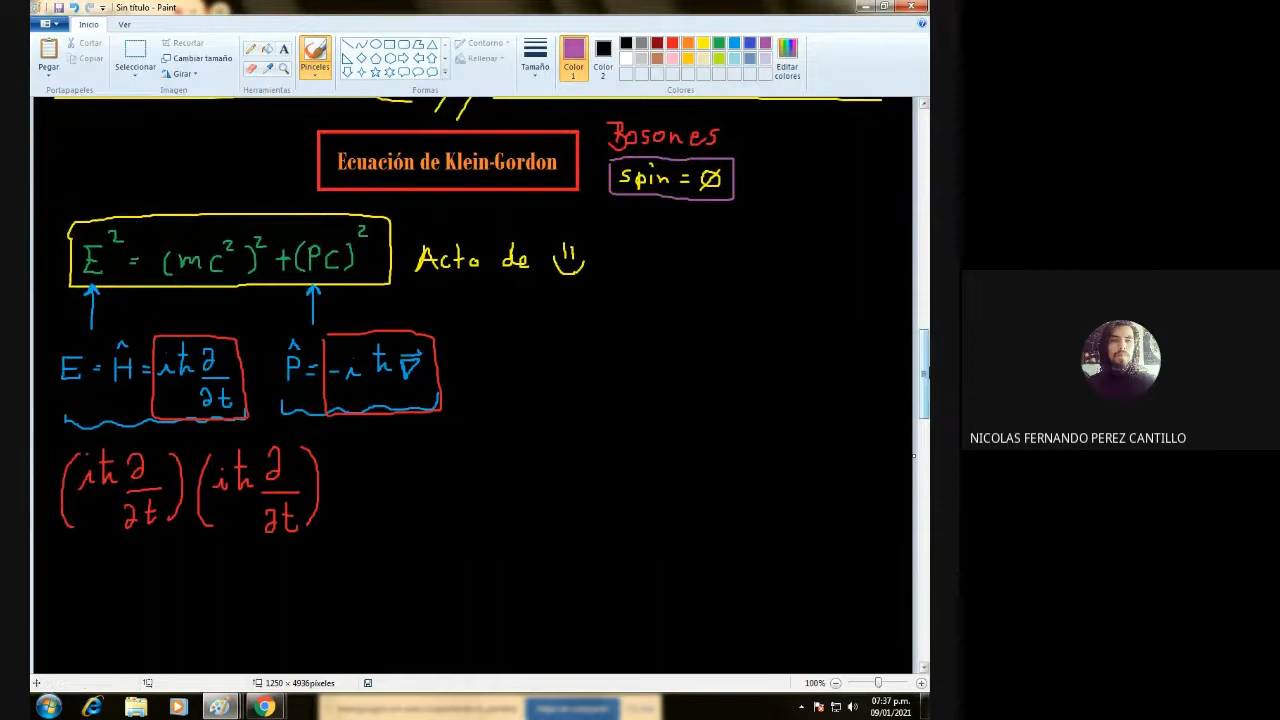 Sin título - Paint
Inicio Ver
Pegar
Cortar
Copiar
Portapapeles
Seleccionar
Recortar
Cambiar tamaño
Girar
Imagen
Herramientas
Pinceles
Formas
Contorno
Rellenar
Tamaño
Color 1
Color 2
Editar colores
Colores
Ecuación de Klein-Gordon
Bosones
spin = ∅
E² = (mc²)² + (Pc)² Acto de
E = Ĥ = iħ ∂/∂t P̂ = -iħ ∇⃗
(iħ ∂/∂t)(iħ ∂/∂t)
NICOLAS FERNANDO PEREZ CANTILLO
1250 × 4936píxeles
100%
07:37 p.m.
09/01/2021